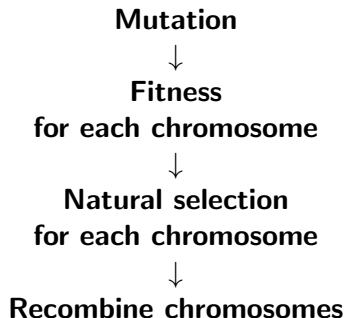 Mutation
↓
Fitness
for each chromosome
↓
Natural selection
for each chromosome
↓
Recombine chromosomes